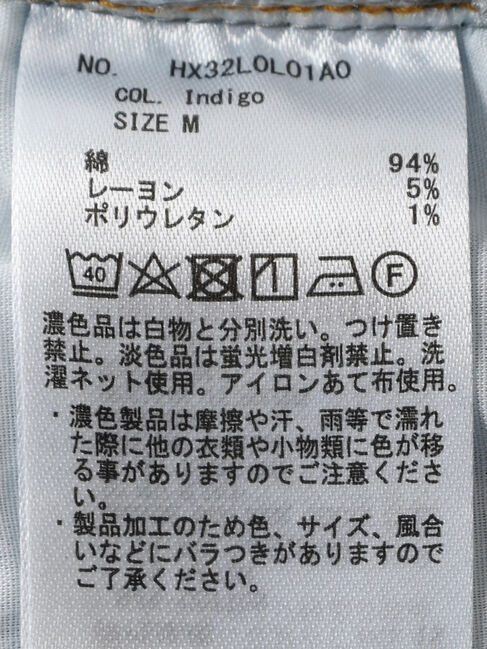 NO. HX32L0L01A0
COL. Indigo
SIZE M
綿 94%
レーヨン 5%
ポリウレタン 1%
40 F
濃色品は白物と分別洗い。つけ置き
禁止。淡色品は蛍光増白剤禁止。洗
濯ネット使用。アイロンあて布使用。
・濃色製品は摩擦や汗、雨等で濡れ
た際に他の衣類や小物類に色が移
る事がありますのでご注意くださ
い。
・製品加工のため色、サイズ、風合
いなどにバラつきがありますので
ご了承ください。